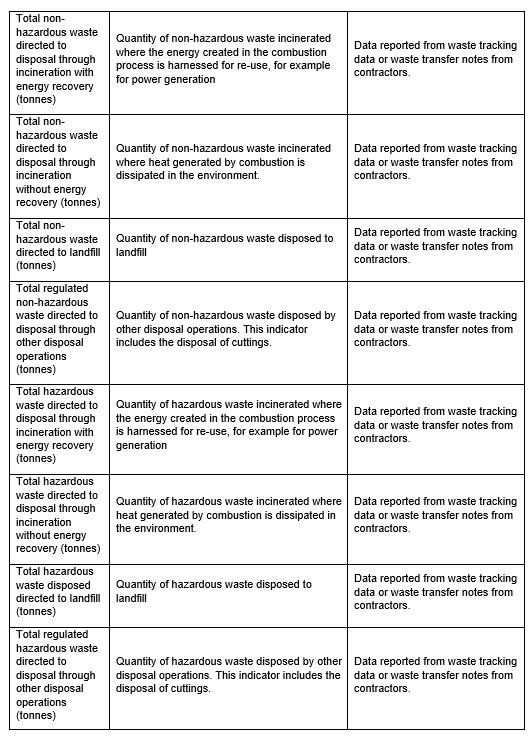 Total non-
hazardous waste
directed to
disposal through
incineration with
energy recovery
(tonnes)
Quantity of non-hazardous waste incinerated
where the energy created in the combustion
process is harnessed for re-use, for example
for power generation
Data reported from waste tracking
data or waste transfer notes from
contractors.
Total non-
hazardous waste
directed to
disposal through
incineration
without energy
recovery (tonnes)
Quantity of non-hazardous waste incinerated
where heat generated by combustion is
dissipated in the environment.
Data reported from waste tracking
data or waste transfer notes from
contractors.
Total non-
hazardous waste
directed to landfill
(tonnes)
Quantity of non-hazardous waste disposed to
landfill
Data reported from waste tracking
data or waste transfer notes from
contractors.
Total regulated
non-hazardous
waste directed to
disposal through
other disposal
operations
(tonnes)
Quantity of non-hazardous waste disposed by
other disposal operations. This indicator
includes the disposal of cuttings.
Data reported from waste tracking
data or waste transfer notes from
contractors.
Total hazardous
waste directed to
disposal through
incineration with
energy recovery
(tonnes)
Quantity of hazardous waste incinerated where
the energy created in the combustion process
is harnessed for re-use, for example for power
generation
Data reported from waste tracking
data or waste transfer notes from
contractors.
Total hazardous
waste directed to
disposal through
incineration
without energy
recovery (tonnes)
Quantity of hazardous waste incinerated where
heat generated by combustion is dissipated in
the environment.
Data reported from waste tracking
data or waste transfer notes from
contractors.
Total hazardous
waste disposed
directed to landfill
(tonnes)
Quantity of hazardous waste disposed to
landfill
Data reported from waste tracking
data or waste transfer notes from
contractors.
Total regulated
hazardous waste
directed to
disposal through
other disposal
operations
(tonnes)
Quantity of hazardous waste disposed by other
disposal operations. This indicator includes the
disposal of cuttings.
Data reported from waste tracking
data or waste transfer notes from
contractors.